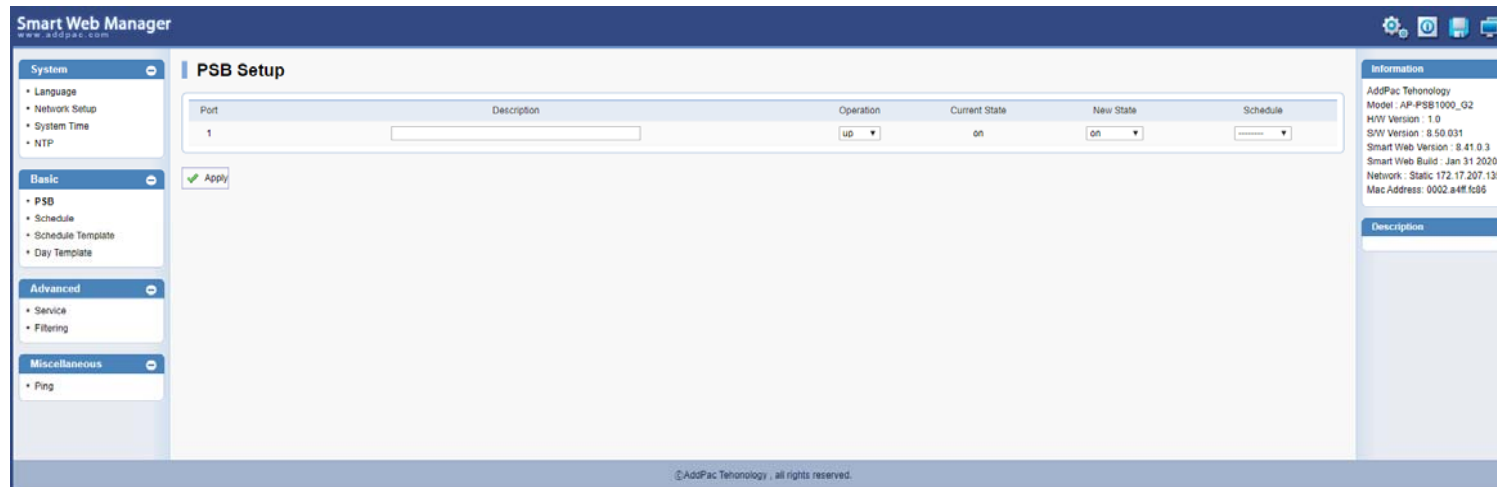 Smart Web Manager
www.addpac.com
System
Language
Network Setup
System Time
NTP
Basic
PSB
Schedule
Schedule Template
Day Template
Advanced
Service
Filtering
Miscellaneous
Ping
PSB Setup
Port Description Operation Current State New State Schedule
1 up on on --------
Apply
Information
AddPac Tehonology
Model : AP-PSB1000_G2
H/W Version : 1.0
S/W Version : 8.50.031
Smart Web Version : 8.41.0.3
Smart Web Build : Jan 31 2020
Network : Static 172.17.207.13
Mac Address: 0002.a4ff.fc86
Description
©AddPac Tehonology , all rights reserved.